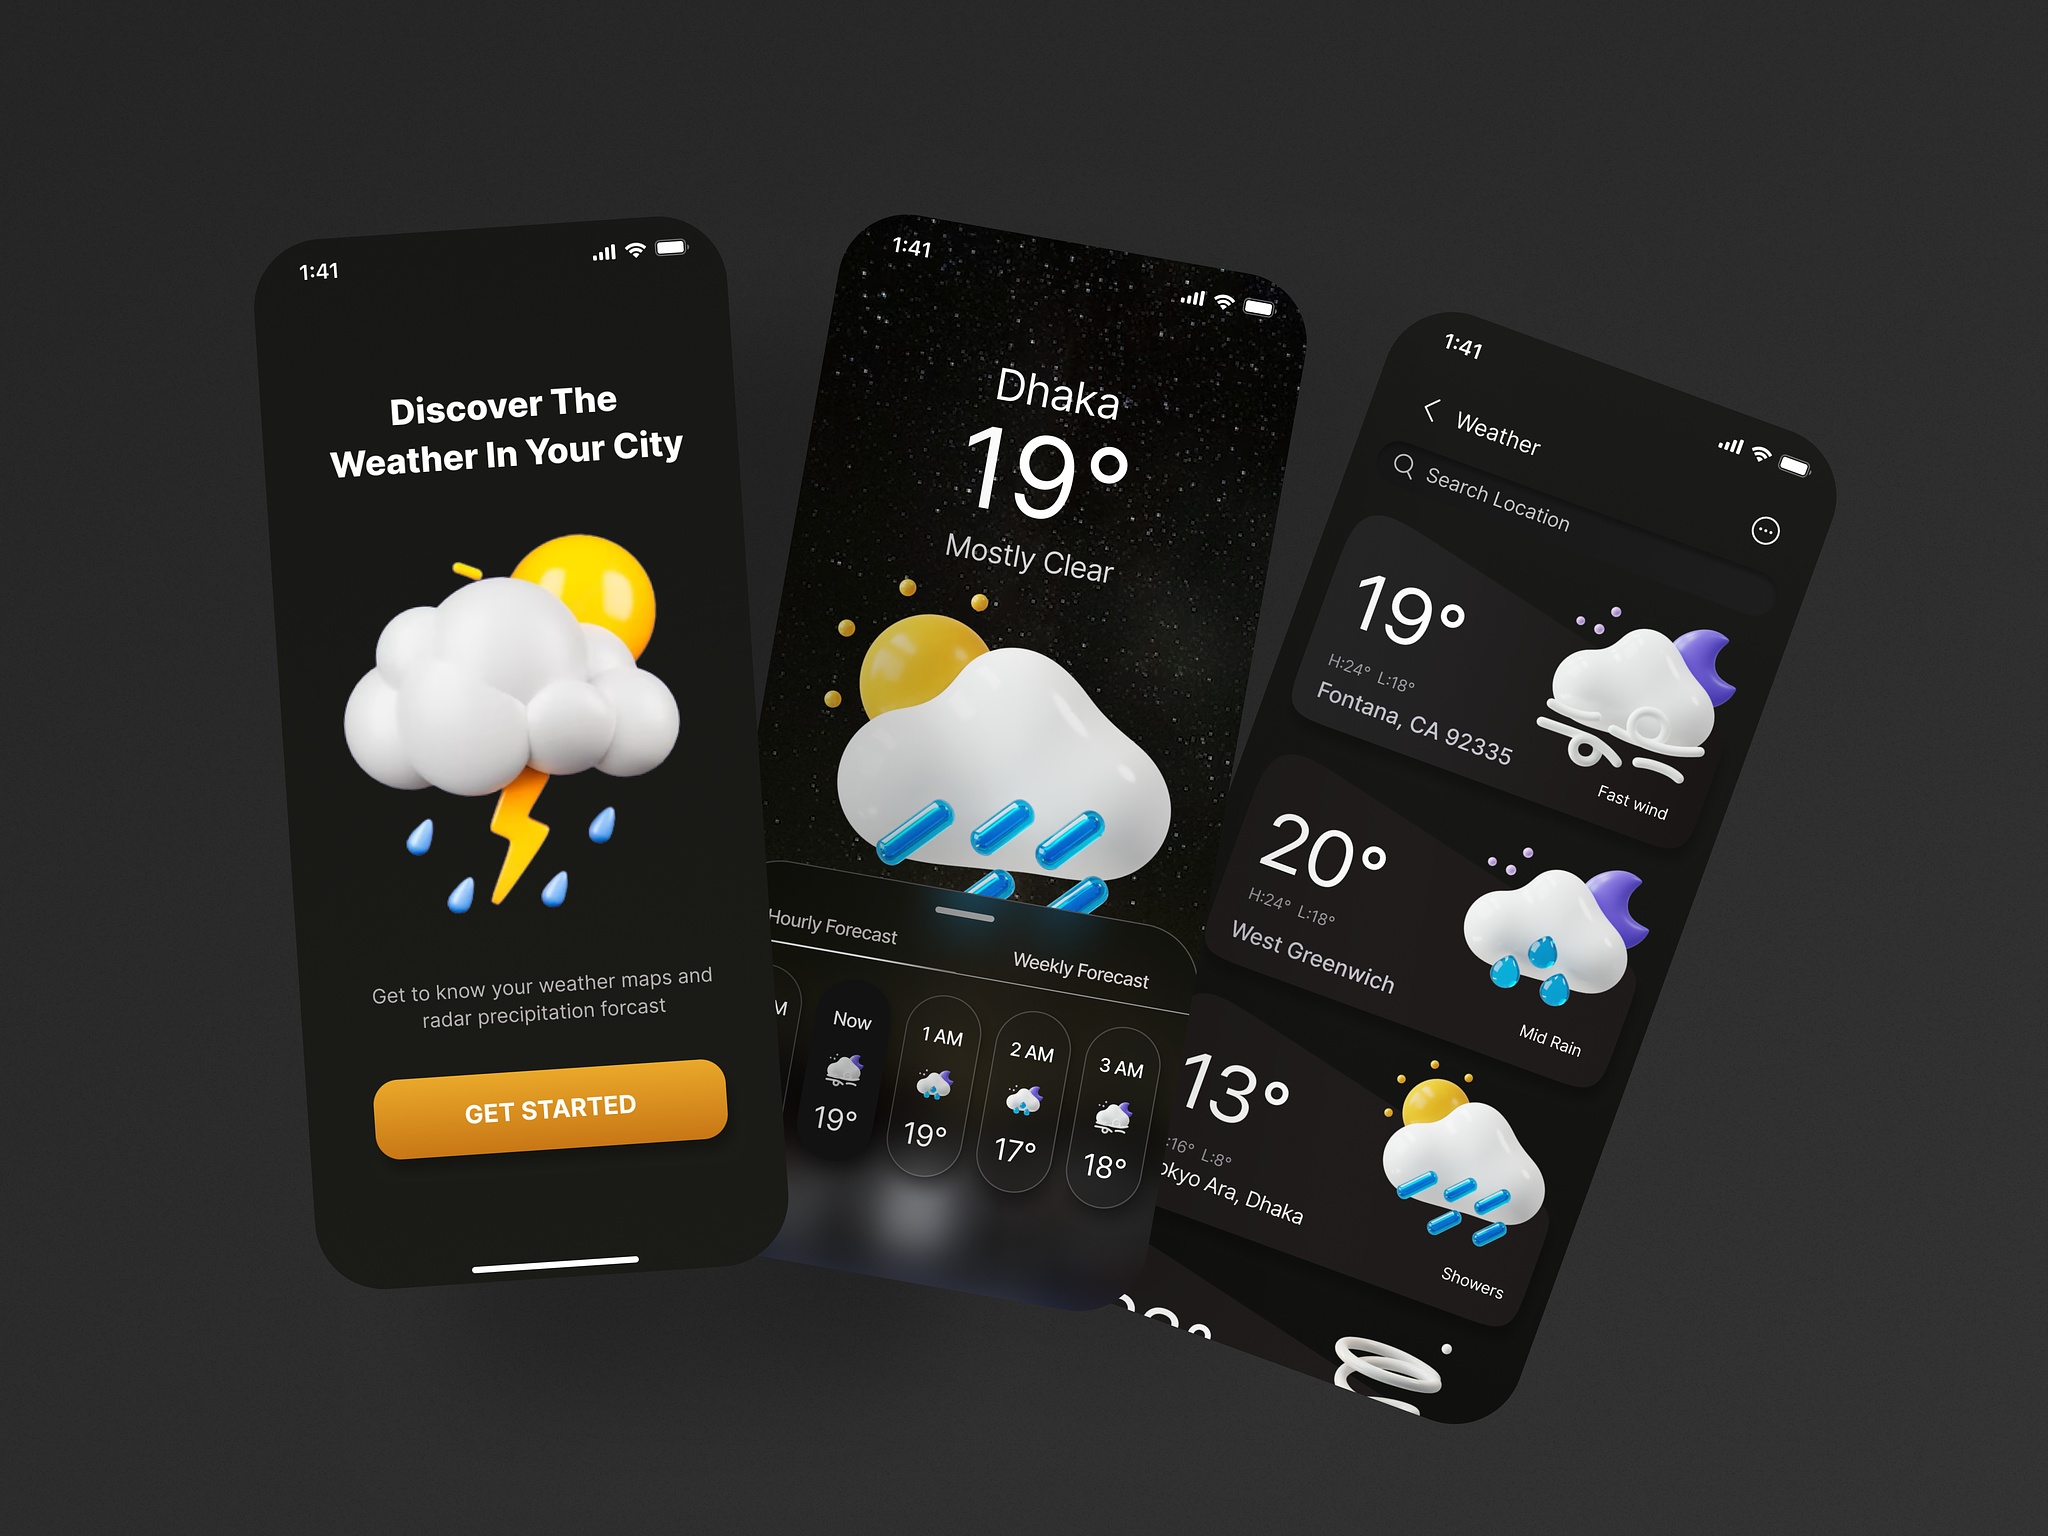 1:41
Discover The
Weather In Your City
Get to know your weather maps and
radar precipitation forcast
GET STARTED
1:41
Dhaka
19°
Mostly Clear
Hourly Forecast
Weekly Forecast
M
Now
19°
1 AM
19°
2 AM
17°
3 AM
18°
1:41
Weather
Search Location
19°
H:24° L:18°
Fontana, CA 92335
Fast wind
20°
H:24° L:18°
West Greenwich
Mid Rain
13°
:16° L:8°
okyo Ara, Dhaka
Showers